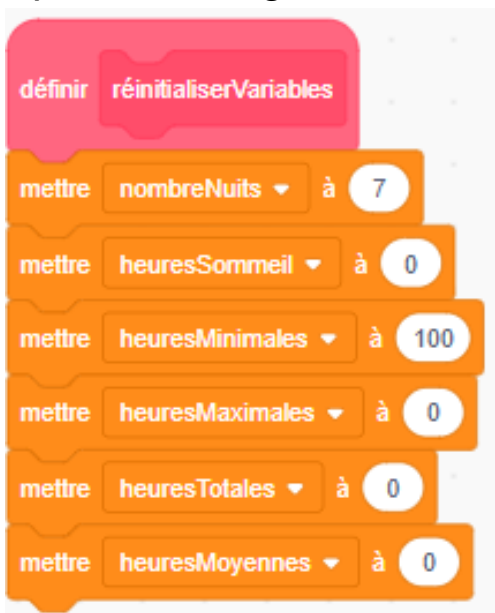 définir réinitialiserVariables
mettre nombreNuits à 7
mettre heuresSommeil à 0
mettre heuresMinimales à 100
mettre heuresMaximales à 0
mettre heuresTotales à 0
mettre heuresMoyennes à 0